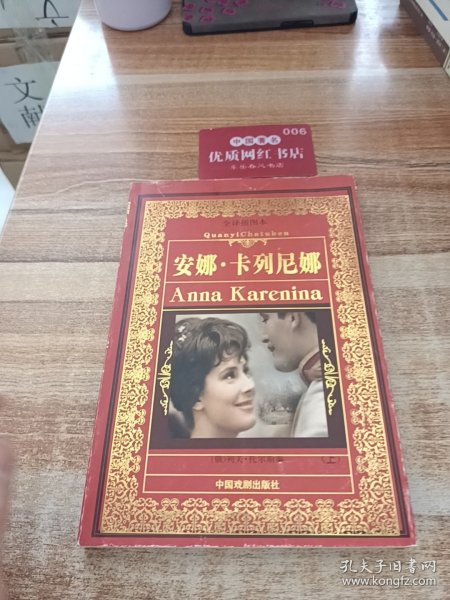 文献
006
中国著名
优质网红书店
全译插图本
QuanyiChatuben
安娜·卡列尼娜
Anna Karenina
(俄)列夫·托尔斯泰
(上)
中国戏剧出版社
孔夫子旧书网
www.kongfz.com